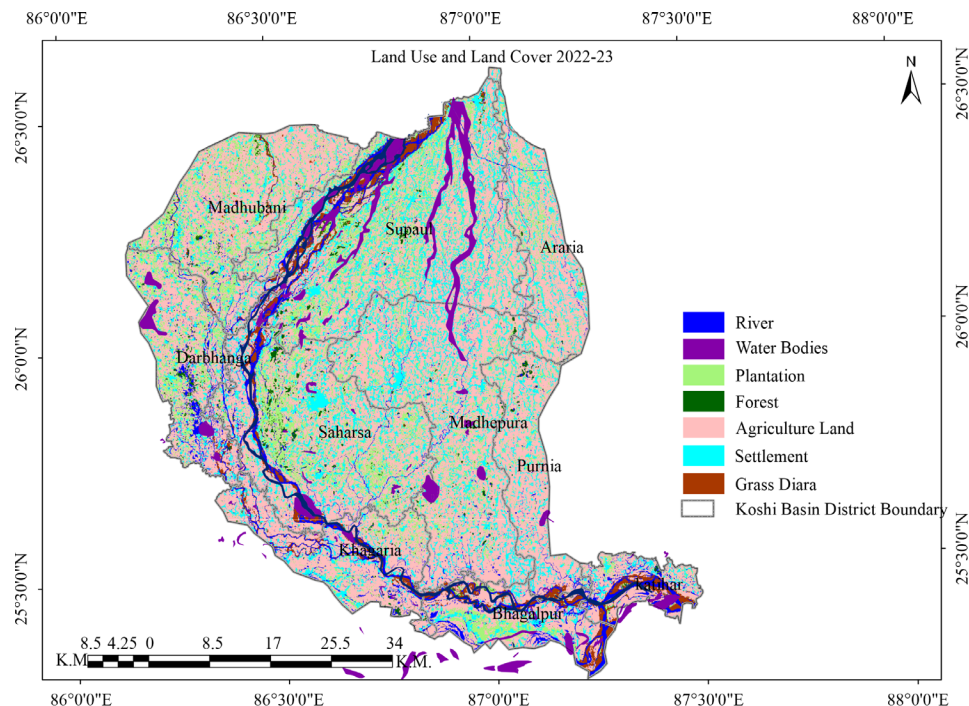 86°0'0"E 86°30'0"E 87°0'0"E 87°30'0"E 88°0'0"E
Land Use and Land Cover 2022-23
N
26°30'0"N
26°30'0"N
Madhubani
Supaul
Araria
26°0'0"N
River
Water Bodies
26°0'0"N
Darbhanga
Plantation
Forest
Agriculture Land
Saharsa
Madhepura
Settlement
Purnia
Grass Diara
Koshi Basin District Boundary
Khagaria
25°30'0"N
25°30'0"N
Katihar
Bhagalpur
8.5 4.25 0 8.5 17 25.5 34
K.M K.M.
86°0'0"E 86°30'0"E 87°0'0"E 87°30'0"E 88°0'0"E